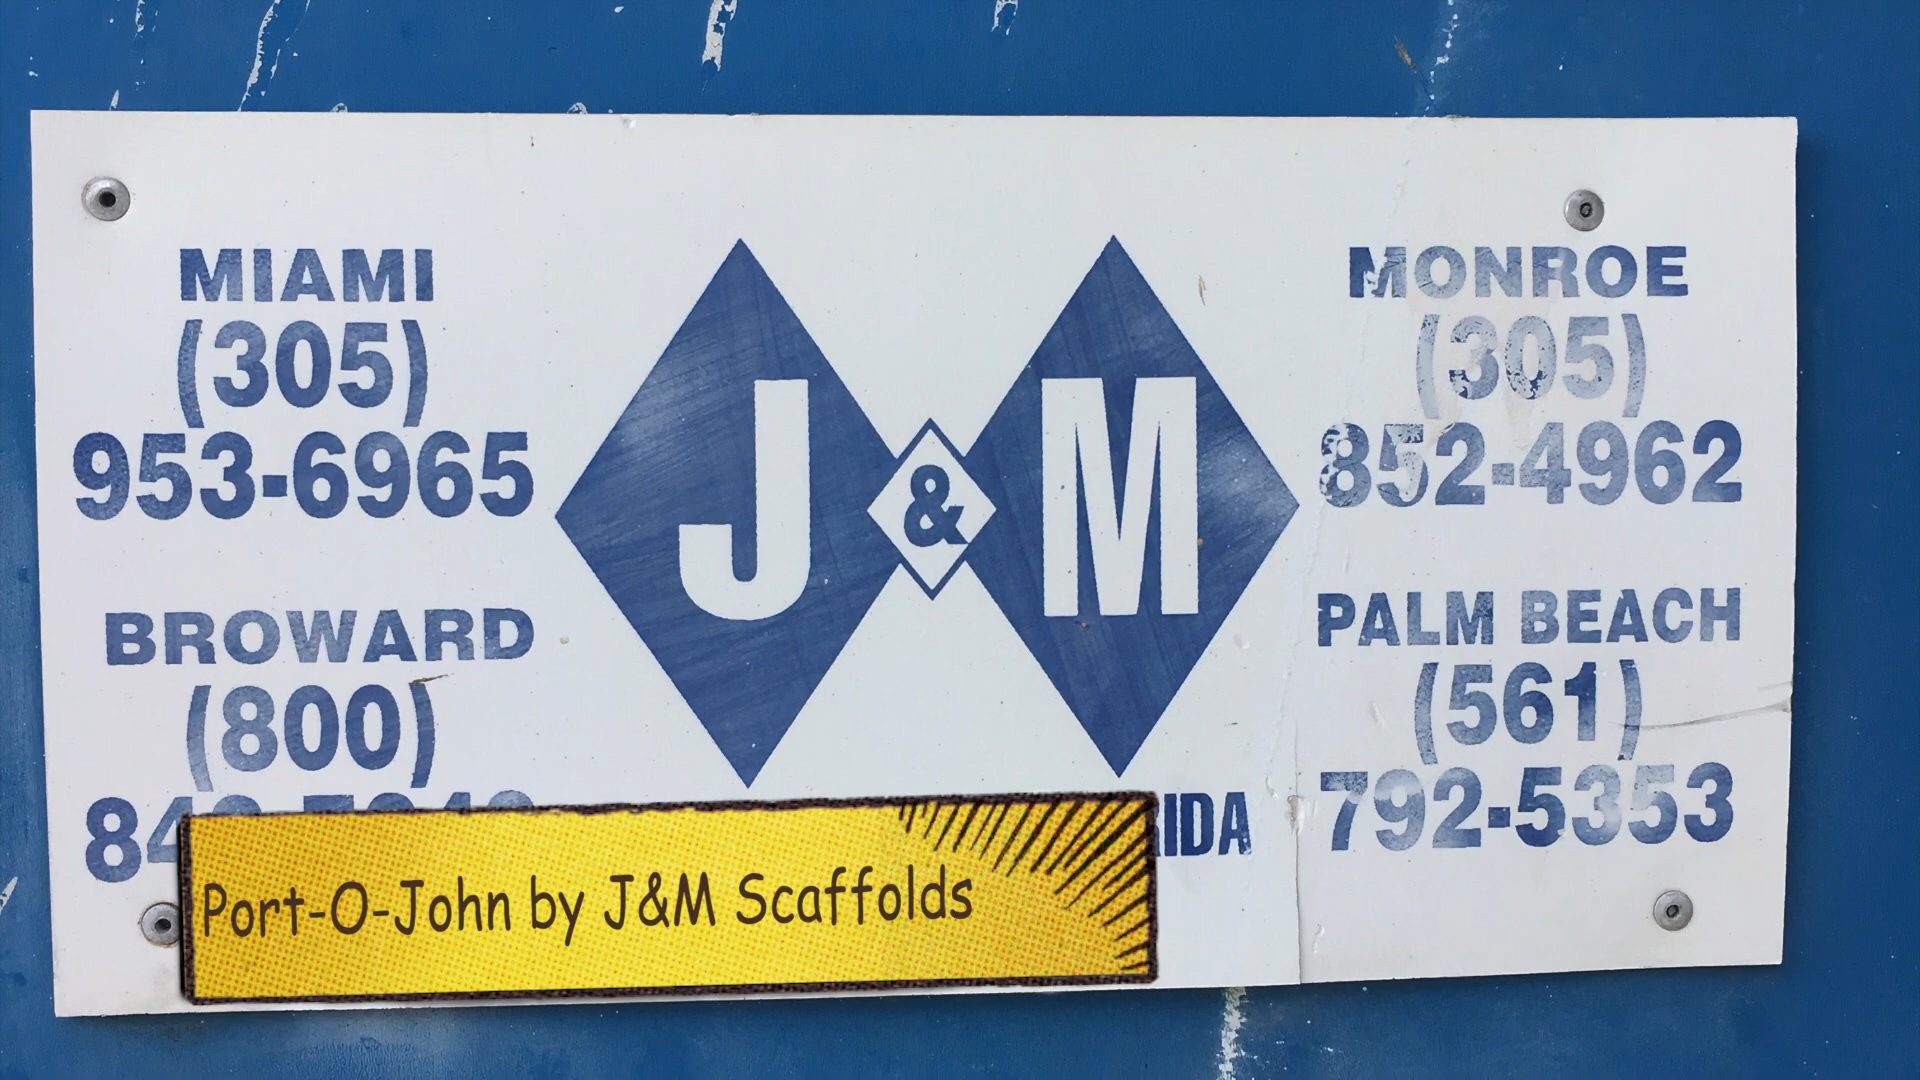 MIAMI
(305)
953-6965
BROWARD
(800)
J & M
MONROE
(305)
852-4962
PALM BEACH
(561)
792-5353
Port-O-John by J&M Scaffolds